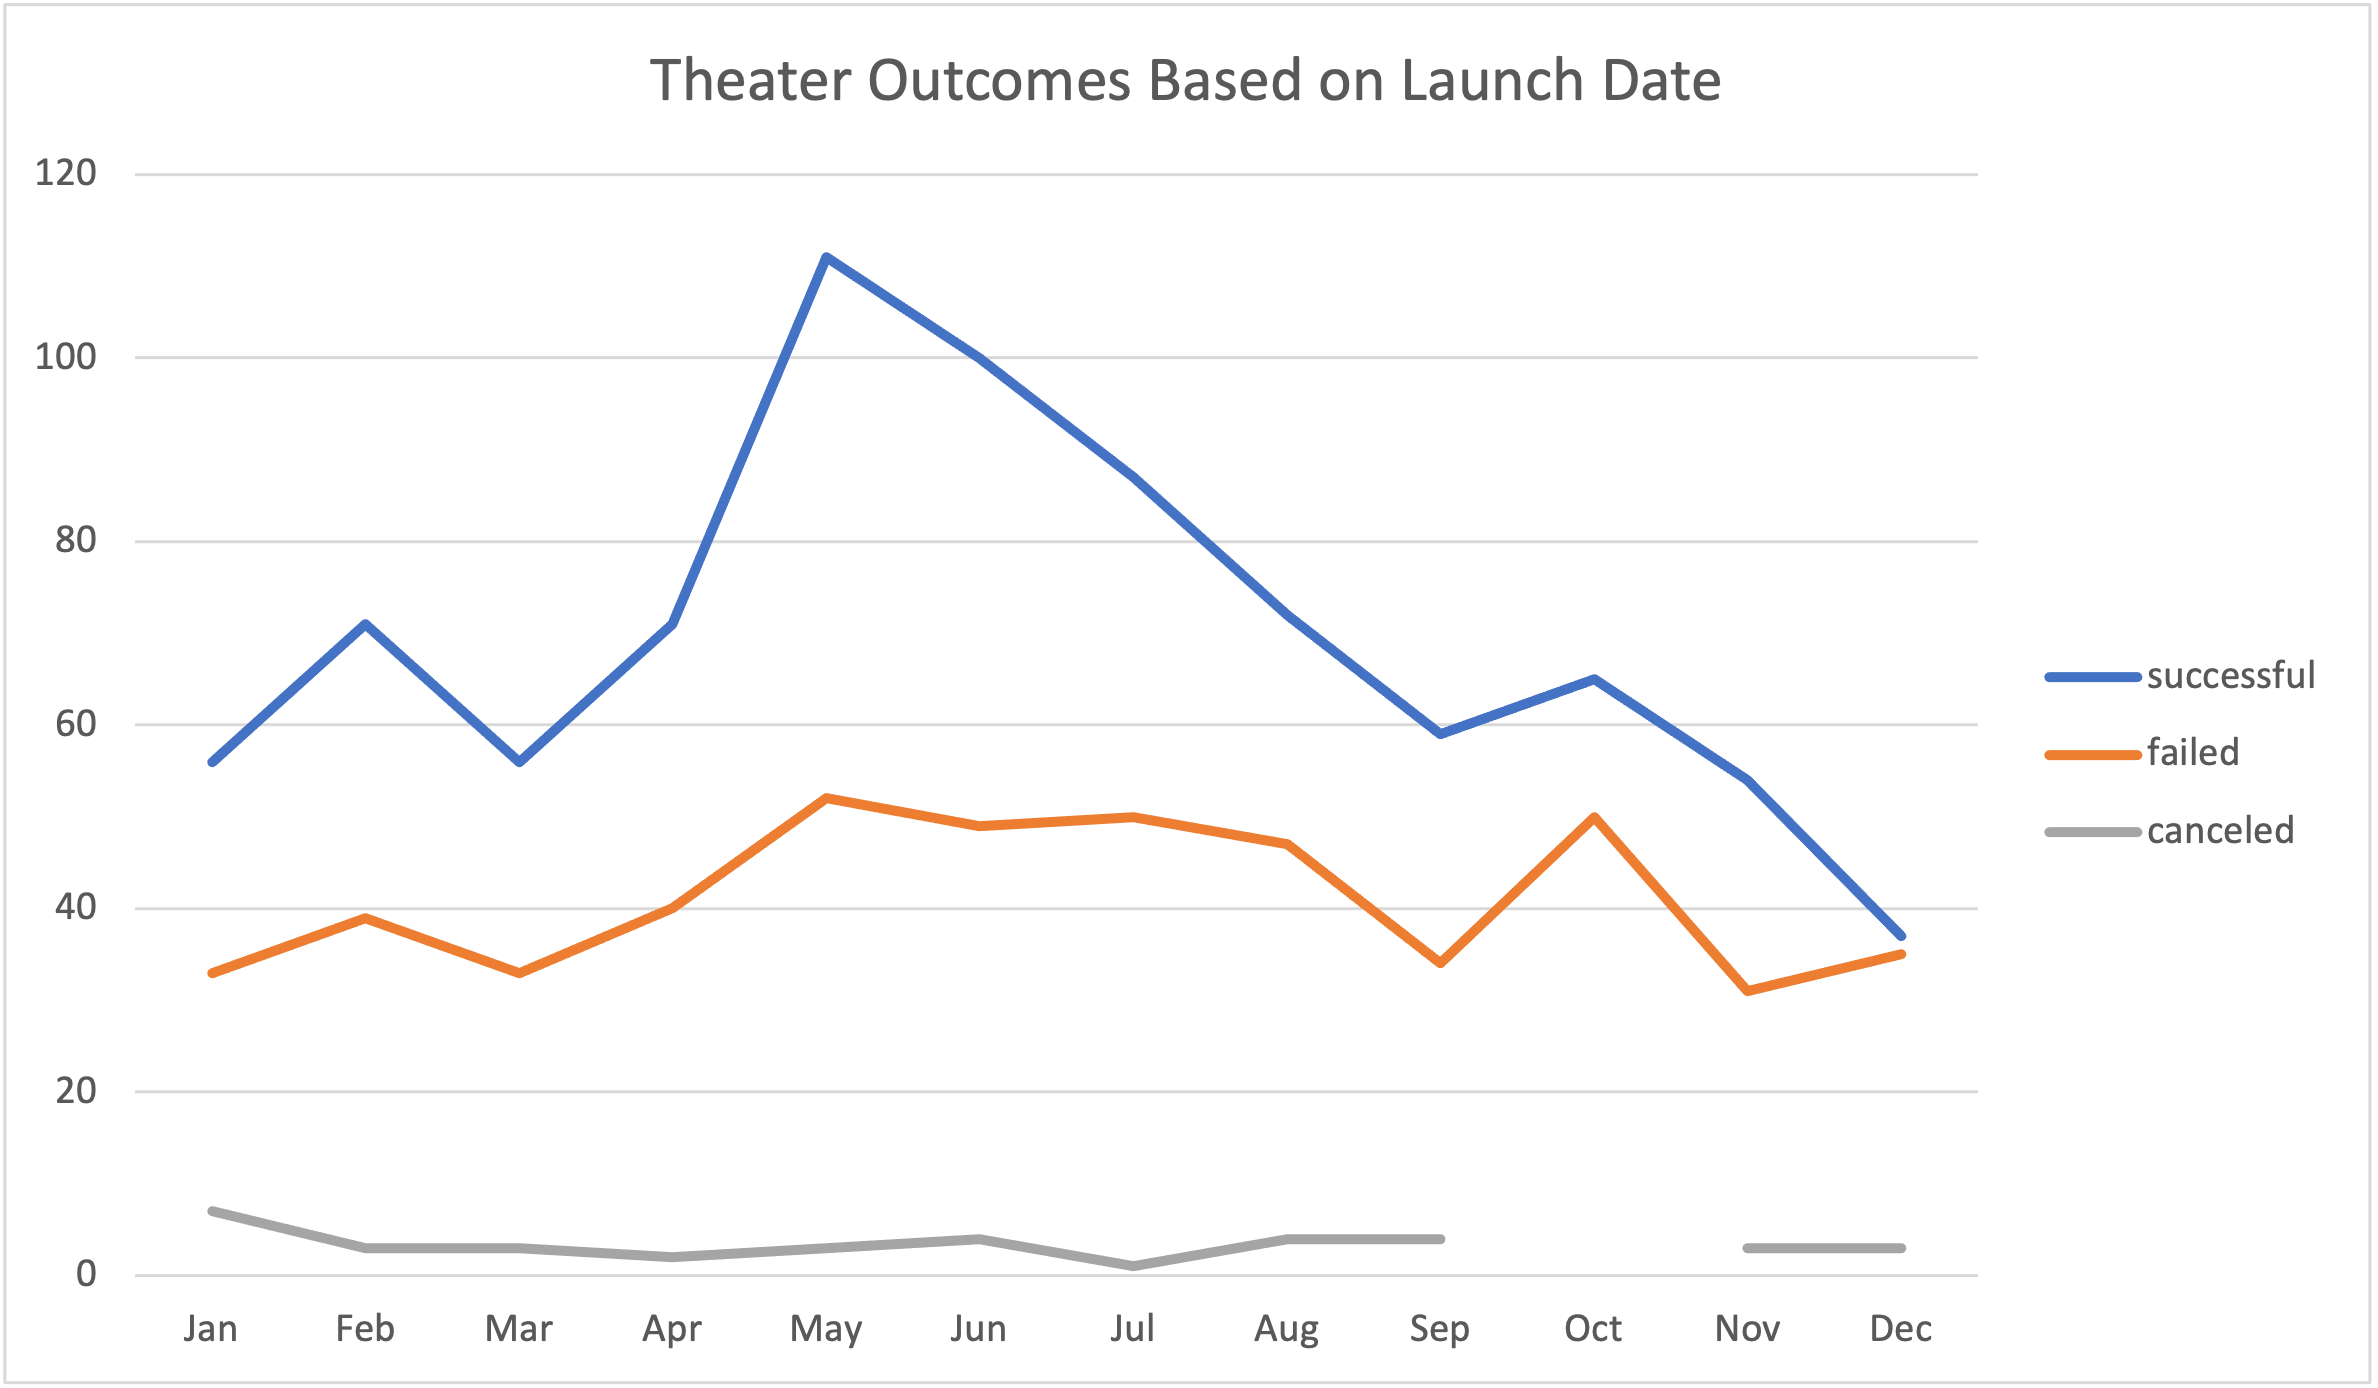 Theater Outcomes Based on Launch Date
120
100
80
60
40
20
0
Jan Feb Mar Apr May Jun Jul Aug Sep Oct Nov Dec
successful
failed
canceled